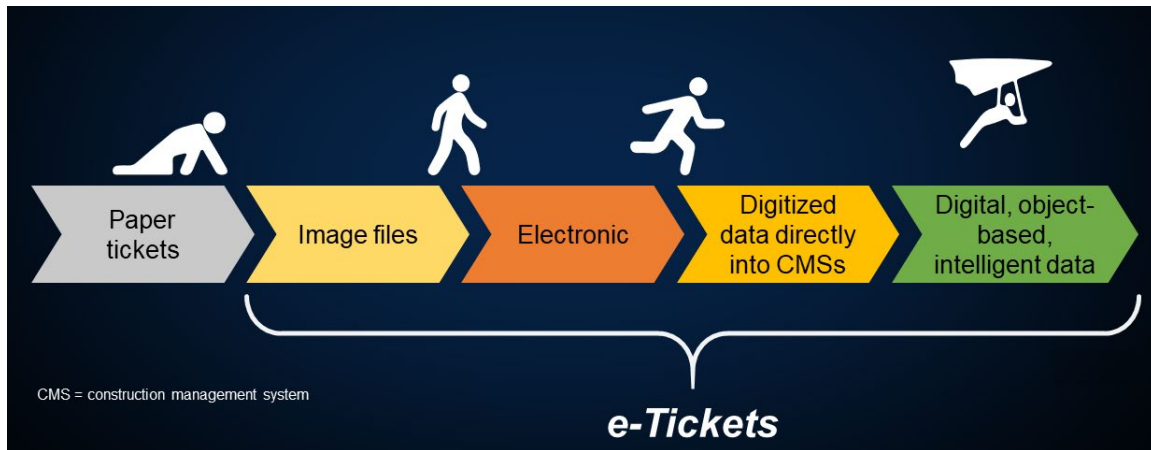 Paper
tickets
Image files
Electronic
Digitized
data directly
into CMSs
Digital, object-
based,
intelligent data
CMS = construction management system
e-Tickets